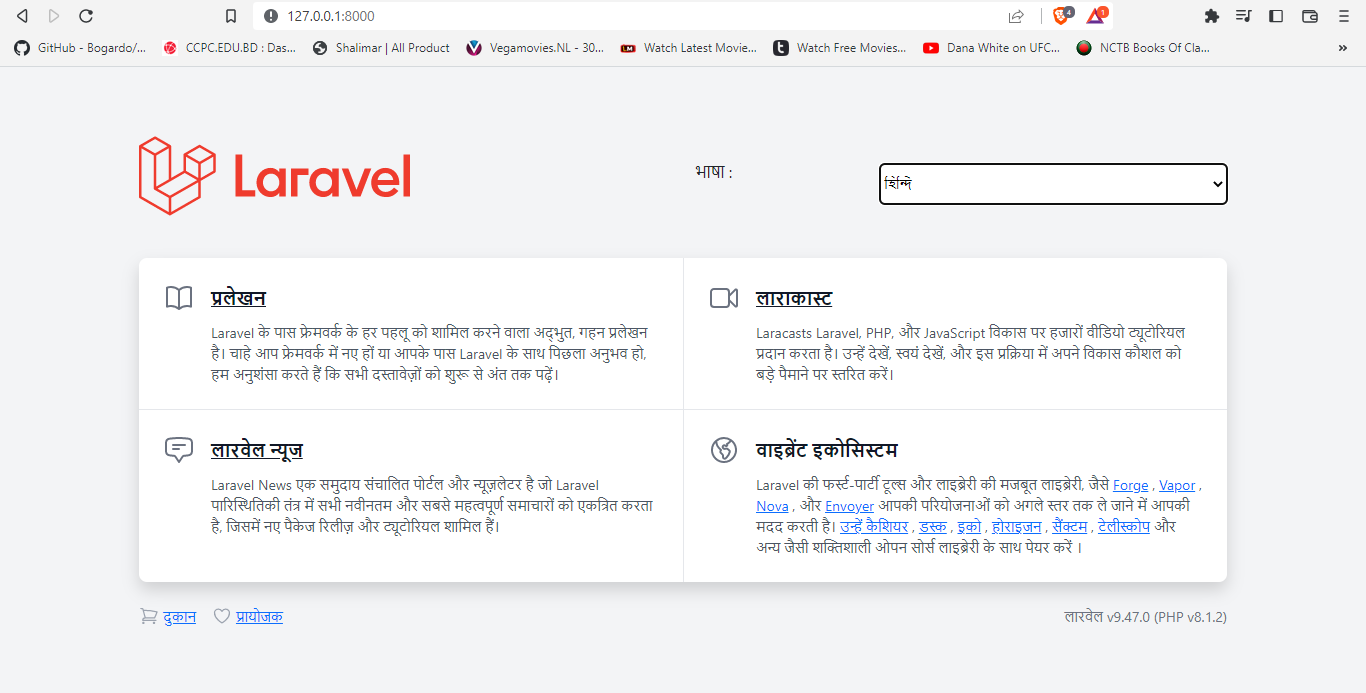 127.0.0.1:8000
4
1
GitHub - Bogardo/...
CCPC.EDU.BD : Das...
Shalimar | All Product
Vegamovies.NL - 30...
Watch Latest Movie...
Watch Free Movies...
Dana White on UFC...
NCTB Books Of Cla...
»
Laravel
भाषा :
हिन्दि
प्रलेखन
Laravel के पास फ्रेमवर्क के हर पहलू को शामिल करने वाला अद्भुत, गहन प्रलेखन
है। चाहे आप फ्रेमवर्क में नए हों या आपके पास Laravel के साथ पिछला अनुभव हो,
हम अनुशंसा करते हैं कि सभी दस्तावेज़ों को शुरू से अंत तक पढ़ें।
लाराकास्ट
Laracasts Laravel, PHP, और JavaScript विकास पर हजारों वीडियो ट्यूटोरियल
प्रदान करता है। उन्हें देखें, स्वयं देखें, और इस प्रक्रिया में अपने विकास कौशल को
बड़े पैमाने पर स्तरित करें।
लारवेल न्यूज
Laravel News एक समुदाय संचालित पोर्टल और न्यूज़लेटर है जो Laravel
पारिस्थितिकी तंत्र में सभी नवीनतम और सबसे महत्वपूर्ण समाचारों को एकत्रित करता
है, जिसमें नए पैकेज रिलीज़ और ट्यूटोरियल शामिल हैं।
वाइब्रेंट इकोसिस्टम
Laravel की फर्स्ट-पार्टी टूल्स और लाइब्रेरी की मजबूत लाइब्रेरी, जैसे Forge , Vapor ,
Nova , और Envoyer आपकी परियोजनाओं को अगले स्तर तक ले जाने में आपकी
मदद करती है। उन्हें कैशियर , डस्क , इको , होराइजन , सैंक्टम , टेलीस्कोप और
अन्य जैसी शक्तिशाली ओपन सोर्स लाइब्रेरी के साथ पेयर करें ।
दुकान
प्रायोजक
लारवेल v9.47.0 (PHP v8.1.2)